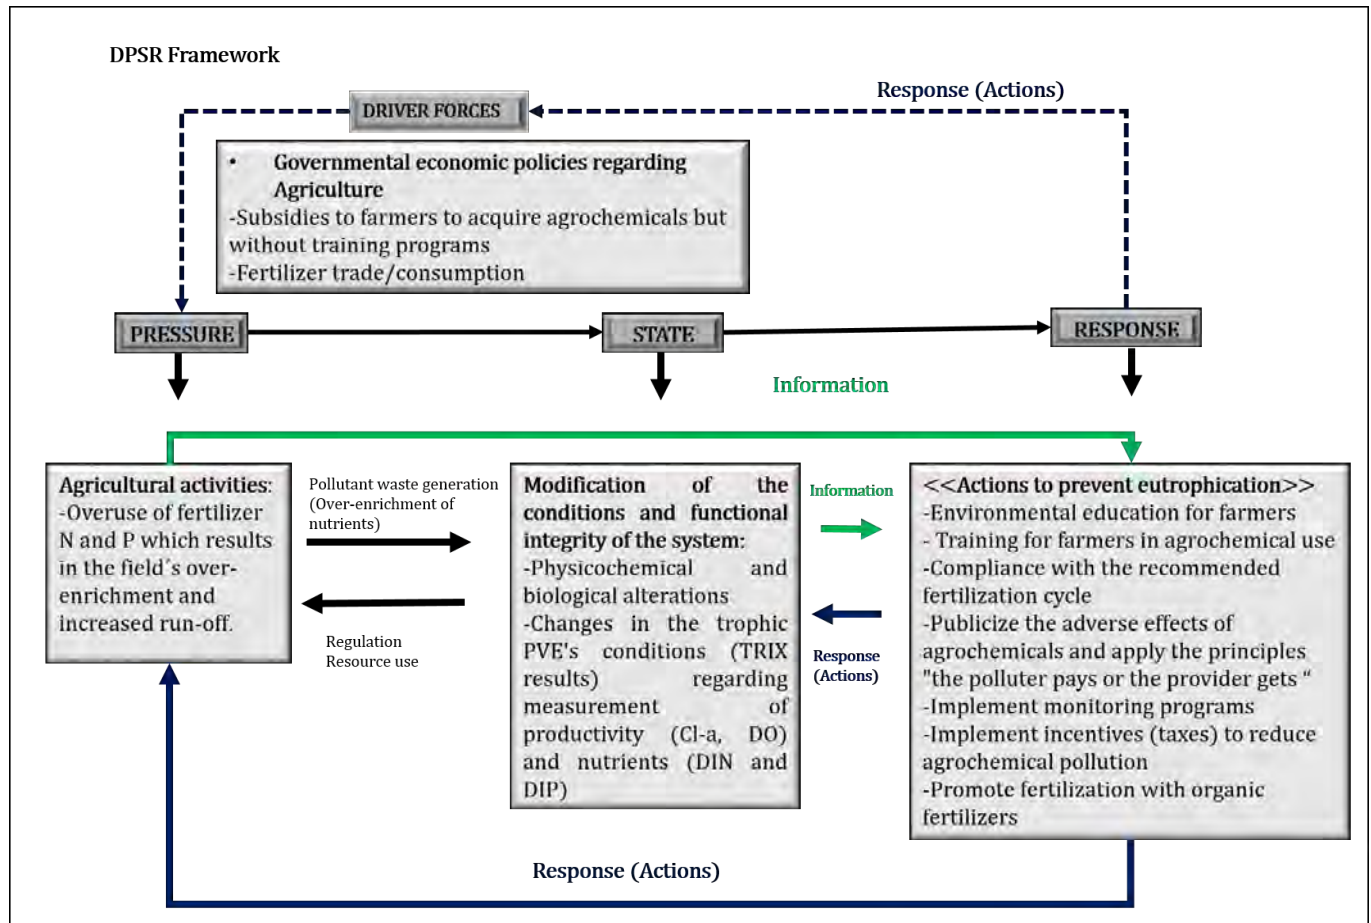 DPSR Framework
Response (Actions)
DRIVER FORCES
• Governmental economic policies regarding
Agriculture
-Subsidies to farmers to acquire agrochemicals but
without training programs
-Fertilizer trade/consumption
PRESSURE
STATE
RESPONSE
Information
Agricultural activities:
-Overuse of fertilizer
N and P which results
in the field´s over-
enrichment and
increased run-off.
Pollutant waste generation
(Over-enrichment of
nutrients)
Regulation
Resource use
Modification of the
conditions and functional
integrity of the system:
-Physicochemical and
biological alterations
-Changes in the trophic
PVE's conditions (TRIX
results) regarding
measurement of
productivity (Cl-a, DO)
and nutrients (DIN and
DIP)
Information
Response
(Actions)
<<Actions to prevent eutrophication>>
-Environmental education for farmers
- Training for farmers in agrochemical use
-Compliance with the recommended
fertilization cycle
-Publicize the adverse effects of
agrochemicals and apply the principles
"the polluter pays or the provider gets “
-Implement monitoring programs
-Implement incentives (taxes) to reduce
agrochemical pollution
-Promote fertilization with organic
fertilizers
Response (Actions)